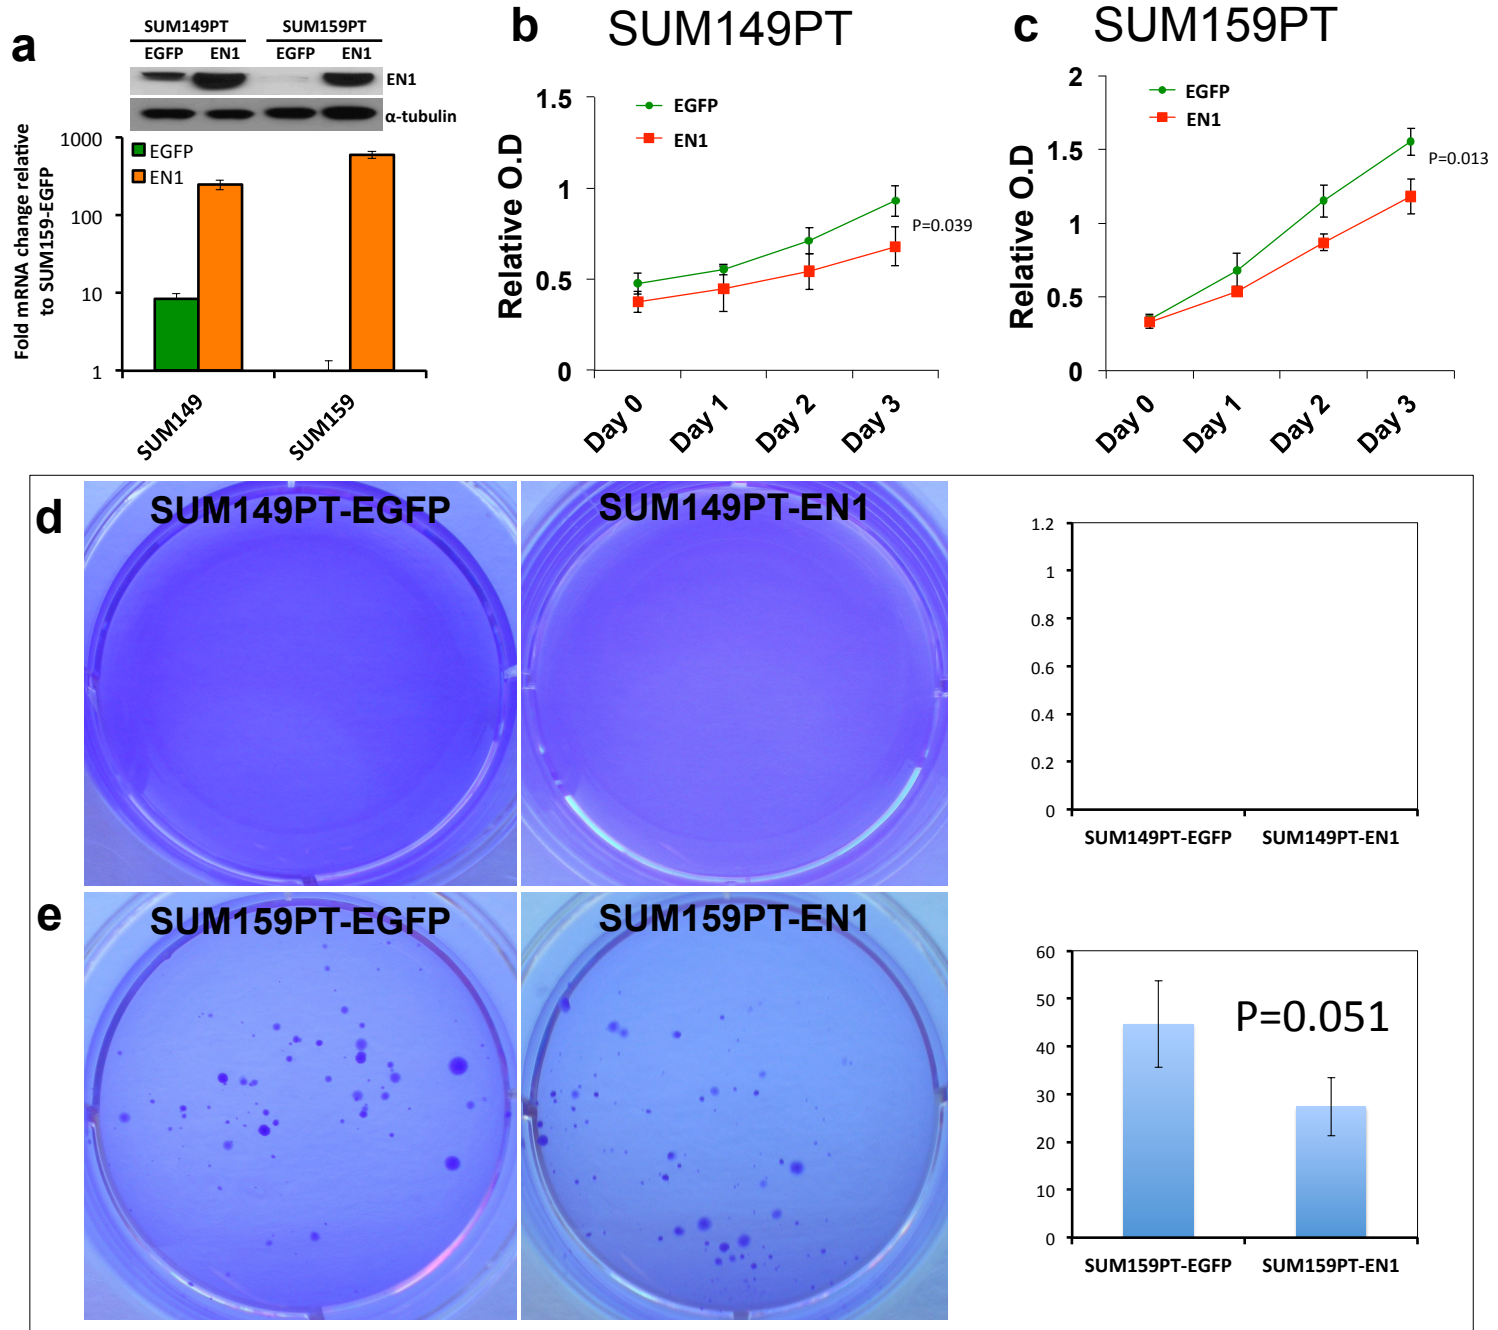 a
SUM149PT SUM159PT
EGFP EN1 EGFP EN1
EN1
α-tubulin
Fold mRNA change relative
to SUM159-EGFP
1000
100
10
1
EGFP
EN1
SUM149
SUM159
b
SUM149PT
Relative O.D
1.5
1
0.5
0
EGFP
EN1
P=0.039
Day 0
Day 1
Day 2
Day 3
c
SUM159PT
Relative O.D
2
1.5
1
0.5
0
EGFP
EN1
P=0.013
Day 0
Day 1
Day 2
Day 3
d
SUM149PT-EGFP
SUM149PT-EN1
1.2
1
0.8
0.6
0.4
0.2
0
SUM149PT-EGFP
SUM149PT-EN1
e
SUM159PT-EGFP
SUM159PT-EN1
60
50
40
30
20
10
0
P=0.051
SUM159PT-EGFP
SUM159PT-EN1